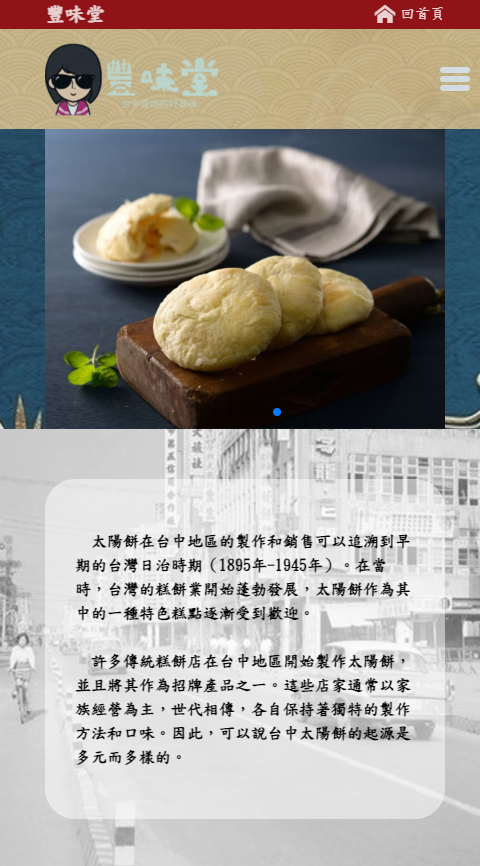 豐味堂
回首頁
豐味堂
太陽餅在台中地區的製作和銷售可以追溯到早
期的台灣日治時期（1895年-1945年）。在當
時，台灣的糕餅業開始蓬勃發展，太陽餅作為其
中的一種特色糕點逐漸受到歡迎。
許多傳統糕餅店在台中地區開始製作太陽餅，
並且將其作為招牌產品之一。這些店家通常以家
族經營為主，世代相傳，各自保持著獨特的製作
方法和口味。因此，可以說台中太陽餅的起源是
多元而多樣的。